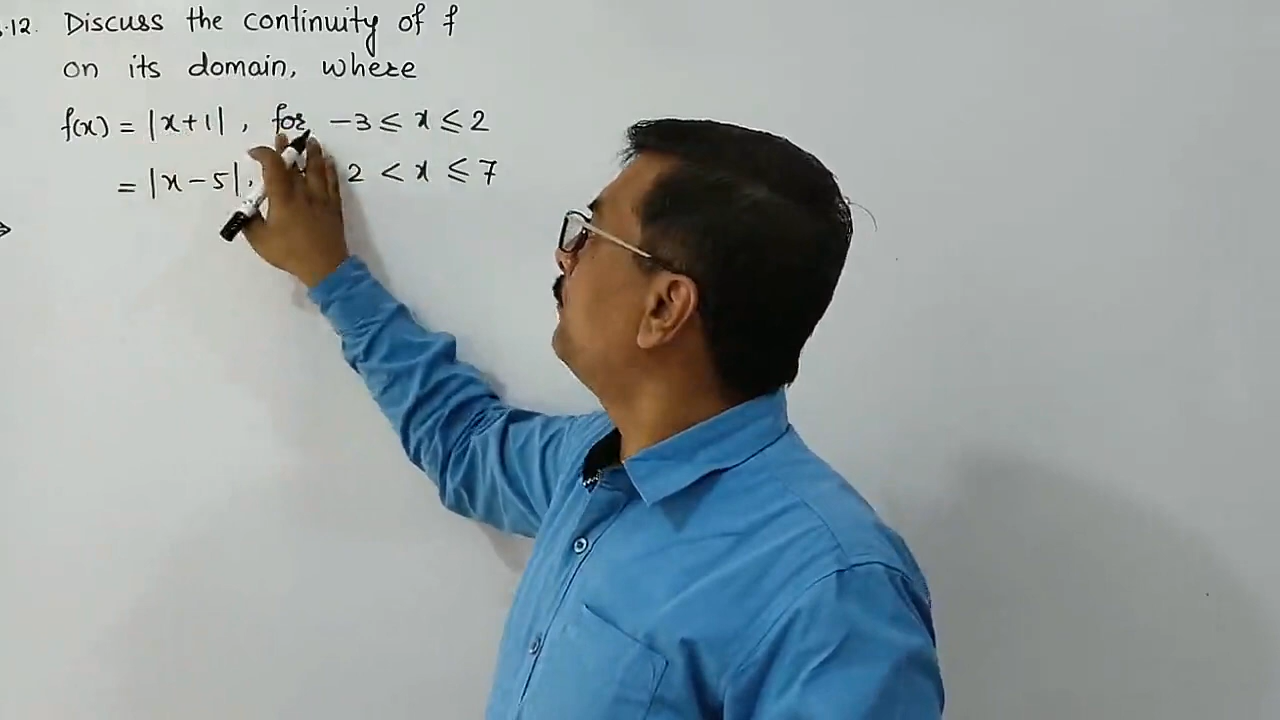 .12. Discuss the continuity of f
on its domain, where
f(x) = |x+1| , for -3 ≤ x ≤ 2
= |x-5|, 2 < x ≤ 7